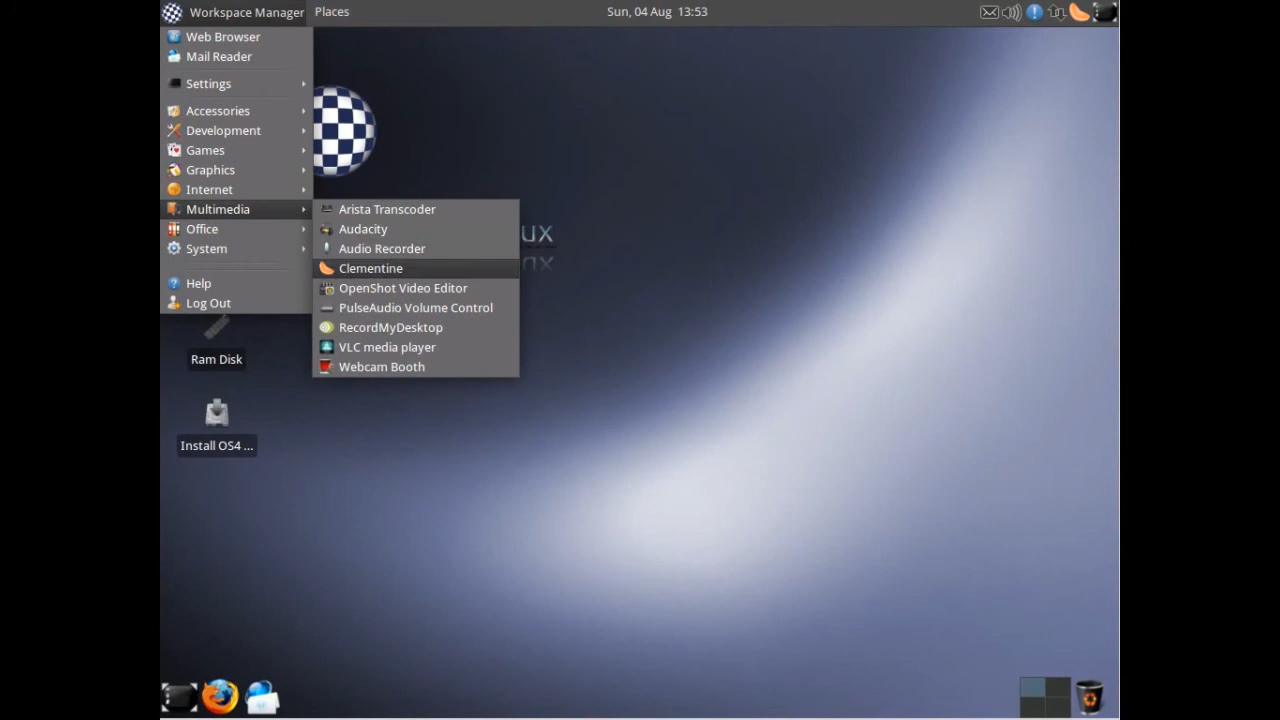 Workspace Manager Places Sun, 04 Aug 13:53
Web Browser
Mail Reader
Settings
Accessories
Development
Games
Graphics
Internet
Multimedia
Office
System
Help
Log Out
Arista Transcoder
Audacity
Audio Recorder
Clementine
OpenShot Video Editor
PulseAudio Volume Control
RecordMyDesktop
VLC media player
Webcam Booth
ux
Ram Disk
Install OS4 ...